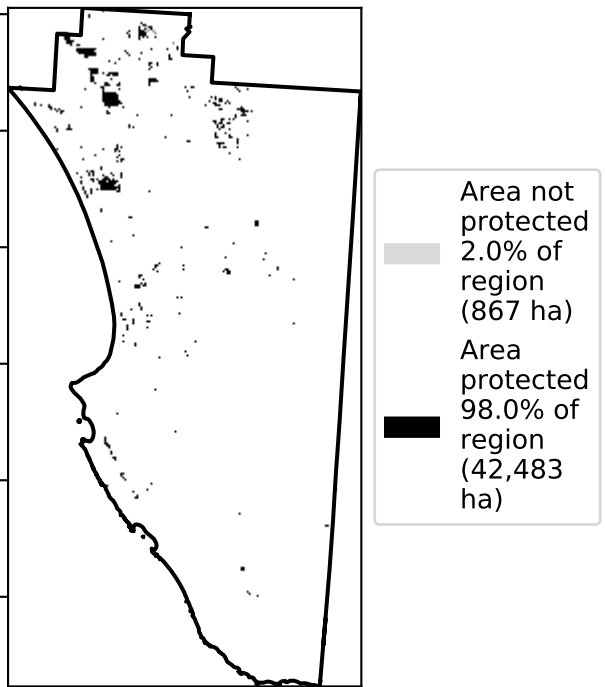 Area not
protected
2.0% of
region
(867 ha)
Area
protected
98.0% of
region
(42,483
ha)